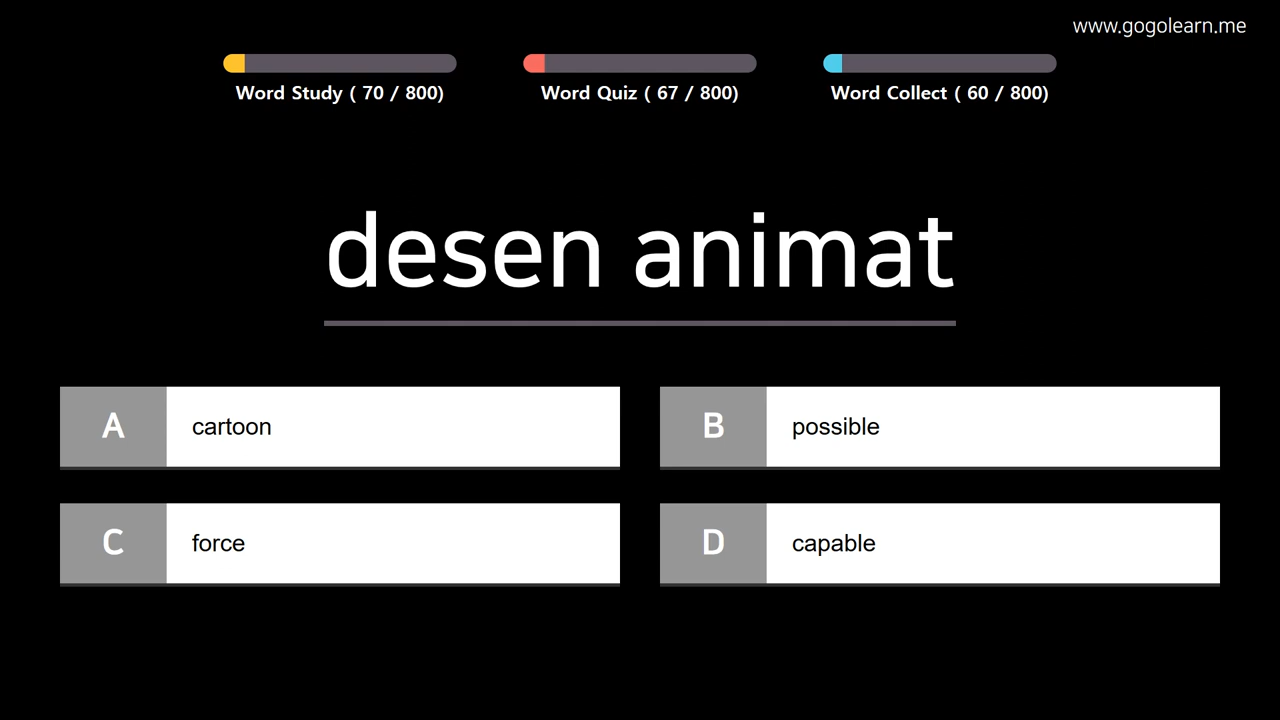 www.gogolearn.me
Word Study ( 70 / 800)
Word Quiz ( 67 / 800)
Word Collect ( 60 / 800)
desen animat
A cartoon
B possible
C force
D capable